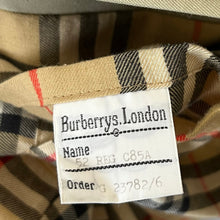 Burberrys.London
Name
52 REG C85A
Order G 23782/6